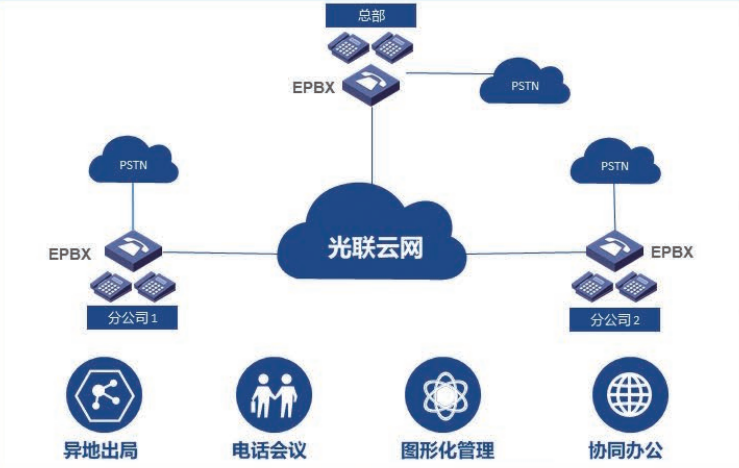 总部
EPBX
PSTN
PSTN
PSTN
光联云网
EPBX
EPBX
分公司1
分公司2
异地出局
电话会议
图形化管理
协同办公